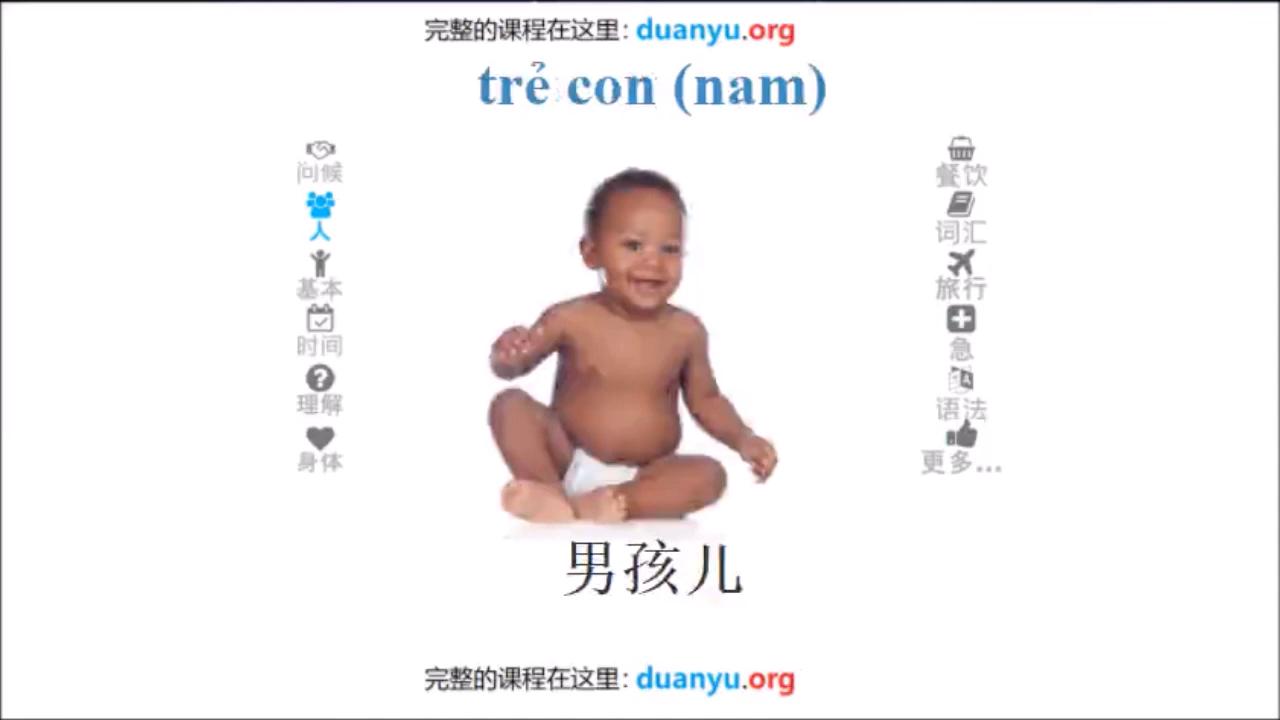 完整的课程在这里: duanyu.org
trẻ con (nam)
问候
人
基本
时间
理解
身体
餐饮
词汇
旅行
急
语法
更多...
男孩儿
完整的课程在这里: duanyu.org